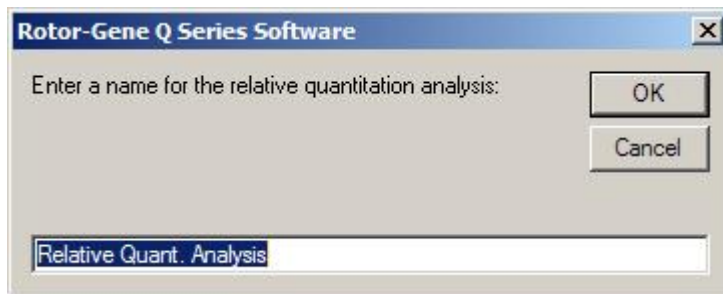 Rotor-Gene Q Series Software
Enter a name for the relative quantitation analysis:
OK
Cancel
Relative Quant. Analysis